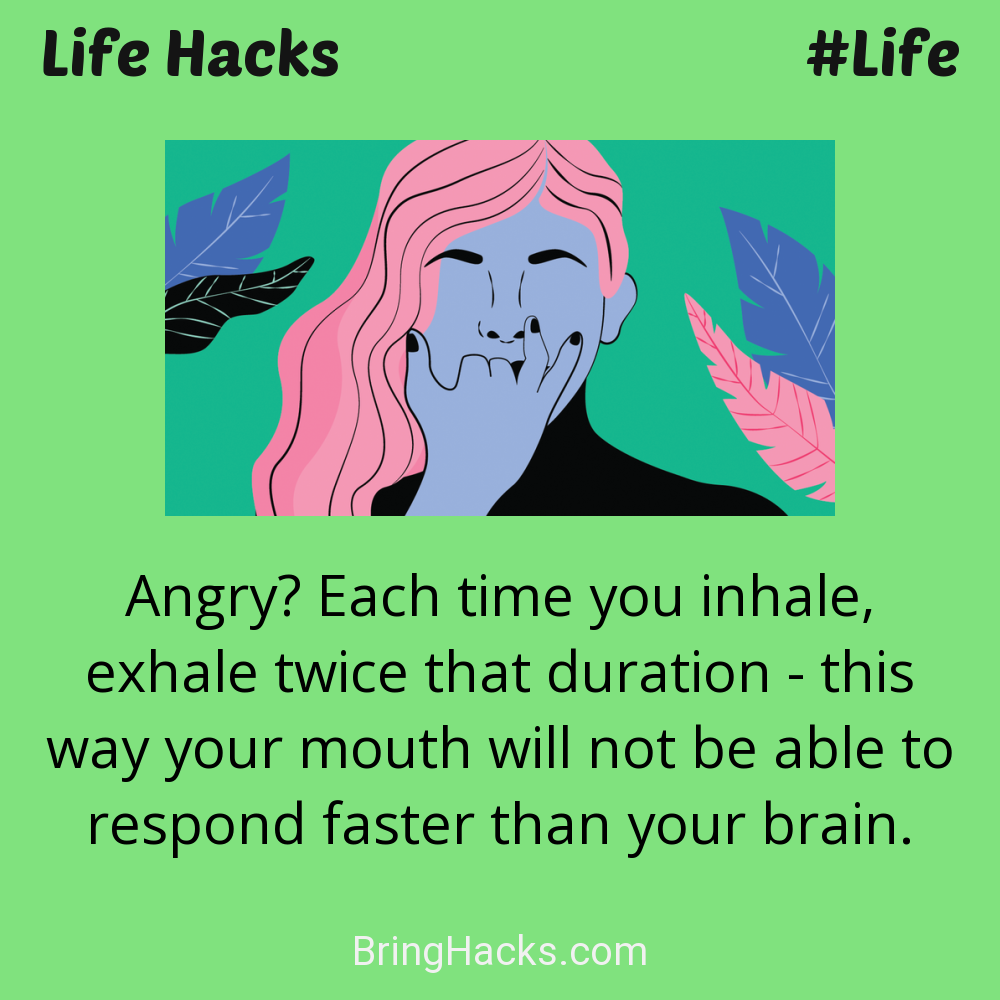 Life Hacks
#Life
Angry? Each time you inhale,
exhale twice that duration - this
way your mouth will not be able to
respond faster than your brain.
BringHacks.com